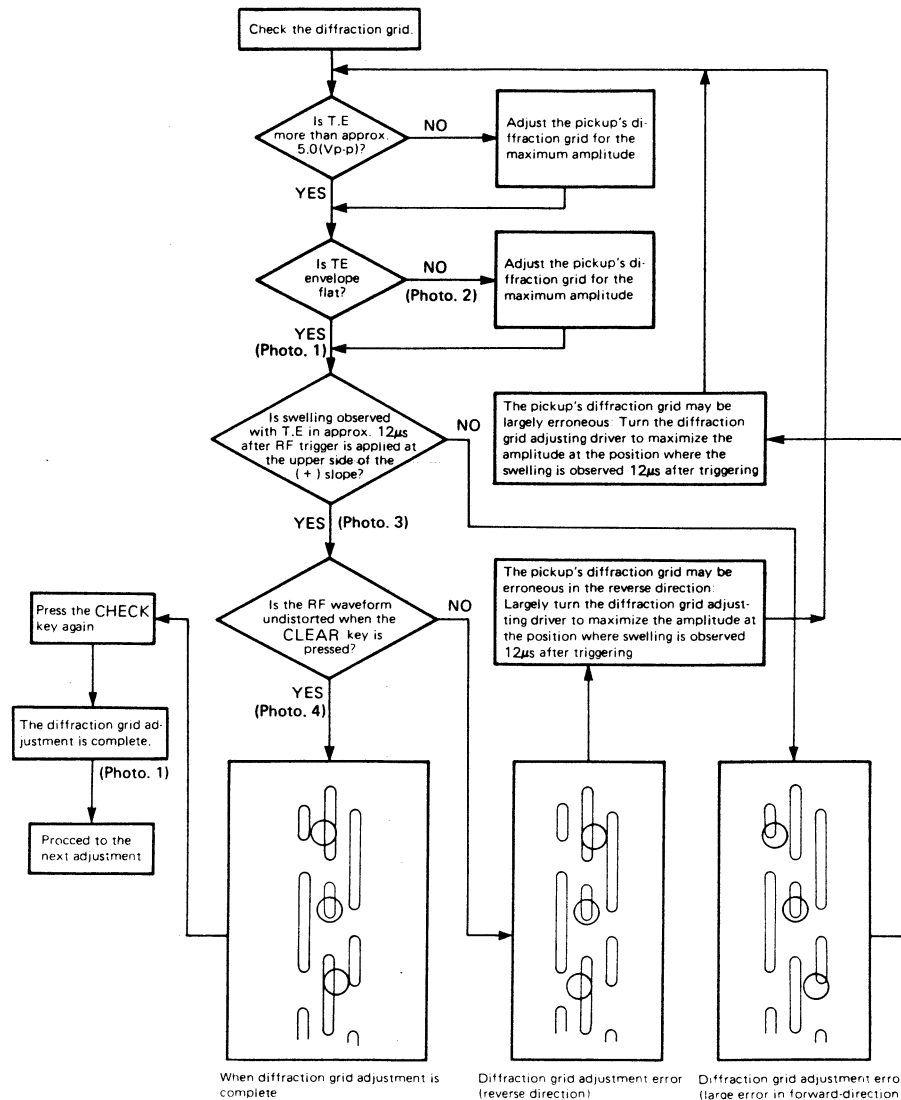 Check the diffraction grid.
Is T.E
more than approx.
5.0(Vp-p)?
NO
Adjust the pickup's di-
ffraction grid for the
maximum amplitude
YES
Is TE
envelope
flat?
NO
(Photo. 2)
Adjust the pickup's di-
ffraction grid for the
maximum amplitude
YES
(Photo. 1)
Is swelling observed
with T.E in approx. 12μs
after RF trigger is applied at
the upper side of the
(+) slope?
NO
The pickup's diffraction grid may be
largely erroneous: Turn the diffraction
grid adjusting driver to maximize the
amplitude at the position where the
swelling is observed 12μs after triggering
YES (Photo. 3)
Is the RF waveform
undistorted when the
CLEAR key is
pressed?
NO
The pickup's diffraction grid may be
erroneous in the reverse direction:
Largely turn the diffraction grid adjust-
ting driver to maximize the amplitude at
the position where swelling is observed
12μs after triggering
YES
(Photo. 4)
Press the CHECK
key again
The diffraction grid ad-
justment is complete.
(Photo. 1)
Procced to the
next adjustment
When diffraction grid adjustment is
complete
Diffraction grid adjustment error
(reverse direction)
Diffraction grid adjustment erro
(large error in forward-direction